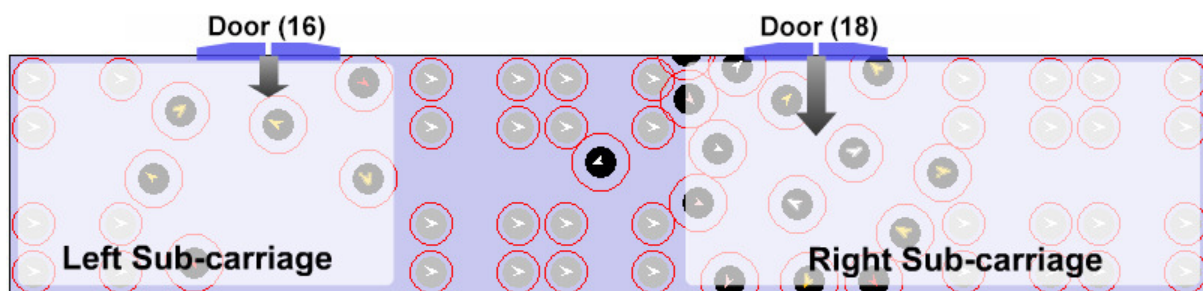 Door (16)
Door (18)
Left Sub-carriage
Right Sub-carriage